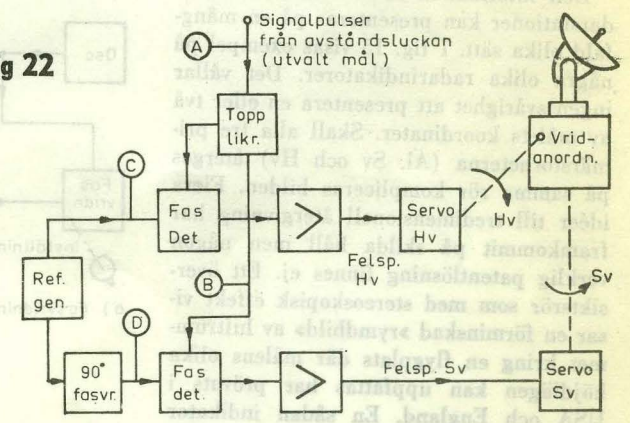 g 22
A
Signalpulser
från avståndsluckan
(utvalt mål)
Topp
likr.
C
Fas
Det.
Servo
Hv
Felsp.
Hv
Vrid-
anordn.
Hv
Sv
Ref.
gen
B
D
90°
fasvr.
Fas
det.
Felsp. Sv
Servo
Sv